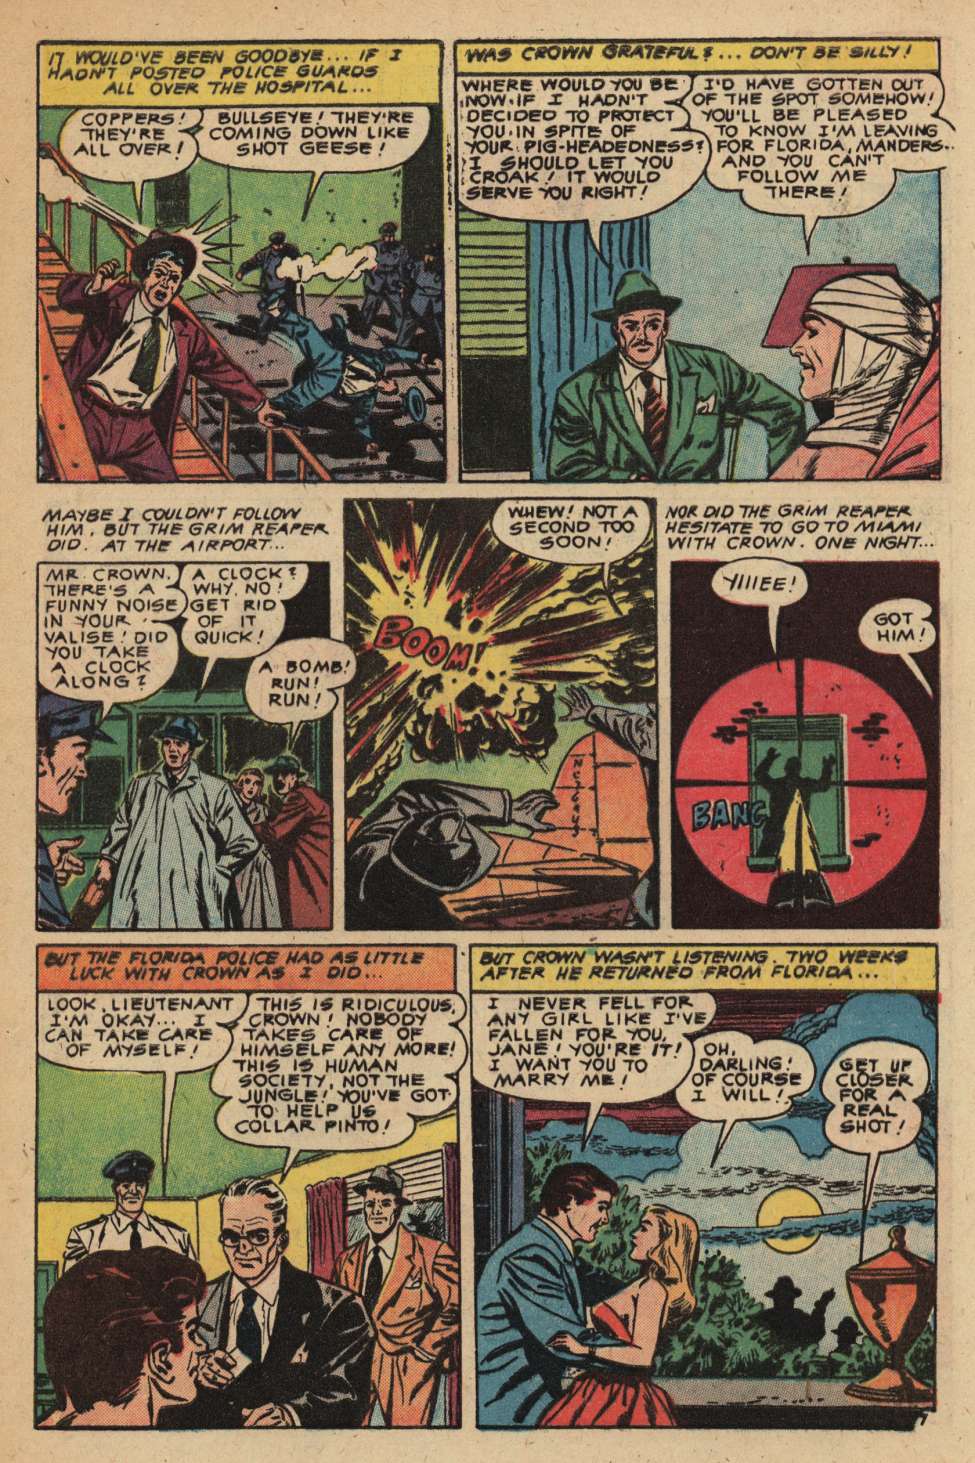 IT WOULD'VE BEEN GOODBYE... IF I
HADN'T POSTED POLICE GUARDS
ALL OVER THE HOSPITAL...
COPPERS!
THEY'RE
ALL OVER!
BULLSEYE! THEY'RE
COMING DOWN LIKE
SHOT GEESE!
WAS CROWN GRATEFUL?... DON'T BE SILLY!
WHERE WOULD YOU BE
NOW IF I HADN'T
DECIDED TO PROTECT
YOU IN SPITE OF
YOUR PIG-HEADEDNESS?
I SHOULD LET YOU
CROAK! IT WOULD
SERVE YOU RIGHT!
I'D HAVE GOTTEN OUT
OF THE SPOT SOMEHOW!
YOU'LL BE PLEASED
TO KNOW I'M LEAVING
FOR FLORIDA, MANDERS...
AND YOU CAN'T
FOLLOW ME
THERE!
MAYBE I COULDN'T FOLLOW
HIM, BUT THE GRIM REAPER
DID. AT THE AIRPORT...
MR. CROWN,
THERE'S A
FUNNY NOISE
IN YOUR
VALISE! DID
YOU TAKE
A CLOCK
ALONG?
A CLOCK?
WHY, NO!
GET RID
OF IT
QUICK!
A BOMB!
RUN!
RUN!
WHEW! NOT A
SECOND TOO
SOON!
BOOM!
NOR DID THE GRIM REAPER
HESITATE TO GO TO MIAMI
WITH CROWN. ONE NIGHT...
YIIIEE!
GOT
HIM!
BANG
BUT THE FLORIDA POLICE HAD AS LITTLE
LUCK WITH CROWN AS I DID...
LOOK, LIEUTENANT
I'M OKAY... I
CAN TAKE CARE
OF MYSELF!
THIS IS RIDICULOUS,
CROWN! NOBODY
TAKES CARE OF
HIMSELF ANY MORE!
THIS IS HUMAN
SOCIETY, NOT THE
JUNGLE! YOU'VE GOT
TO HELP US
COLLAR PINTO!
BUT CROWN WASN'T LISTENING. TWO WEEKS
AFTER HE RETURNED FROM FLORIDA...
I NEVER FELL FOR
ANY GIRL LIKE I'VE
FALLEN FOR YOU,
JANE! YOU'RE IT!
I WANT YOU TO
MARRY ME!
OH,
DARLING!
OF COURSE
I WILL!
GET UP
CLOSER
FOR A
REAL
SHOT!
7